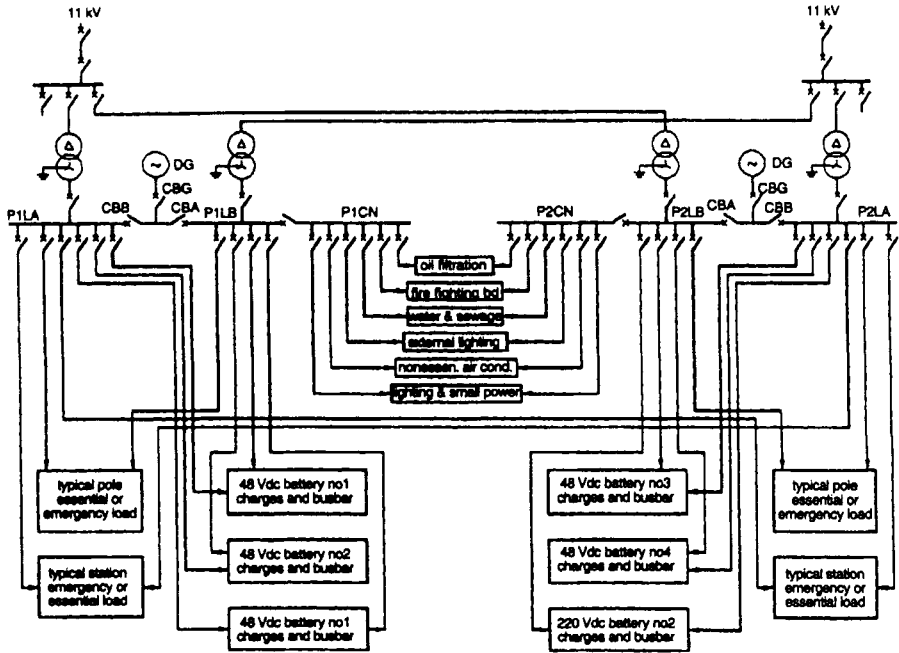 11 kV
11 kV
DG
DG
CBG
CBG
P1LA
CBB
CBA
P1LB
P1CN
P2CN
P2LB
CBA
CBB
P2LA
oil filtration
fire fighting bd
water & sewage
external lighting
nonessen. air cond.
lighting & small power
typical pole
essential or
emergency load
48 Vdc battery no1
charges and busbar
48 Vdc battery no3
charges and busbar
typical pole
essential or
emergency load
typical station
emergency or
essential load
48 Vdc battery no2
charges and busbar
48 Vdc battery no4
charges and busbar
typical station
emergency or
essential load
48 Vdc battery no1
charges and busbar
220 Vdc battery no2
charges and busbar